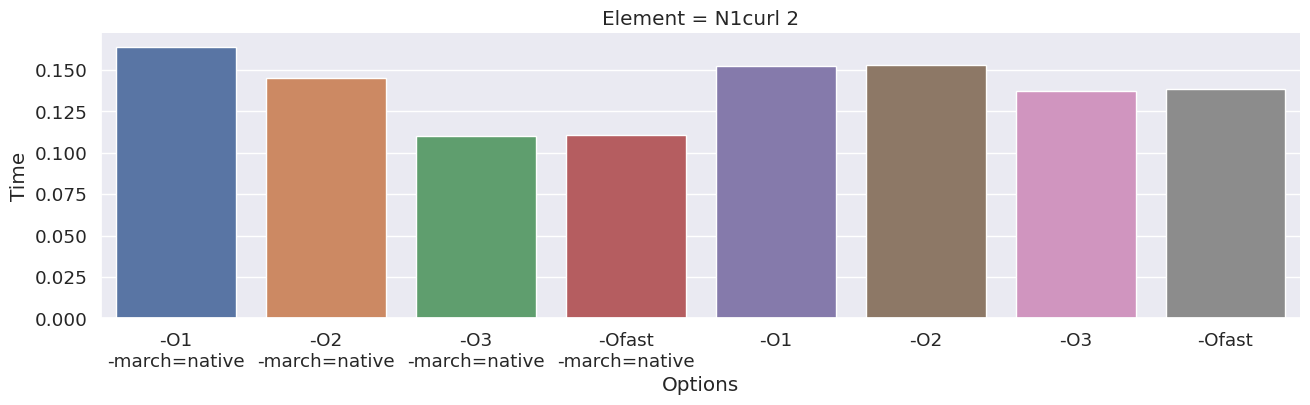 Element = N1curl 2
Time
0.150
0.125
0.100
0.075
0.050
0.025
0.000
-O1
-march=native
-O2
-march=native
-O3
-march=native
-Ofast
-march=native
-O1
-O2
-O3
-Ofast
Options